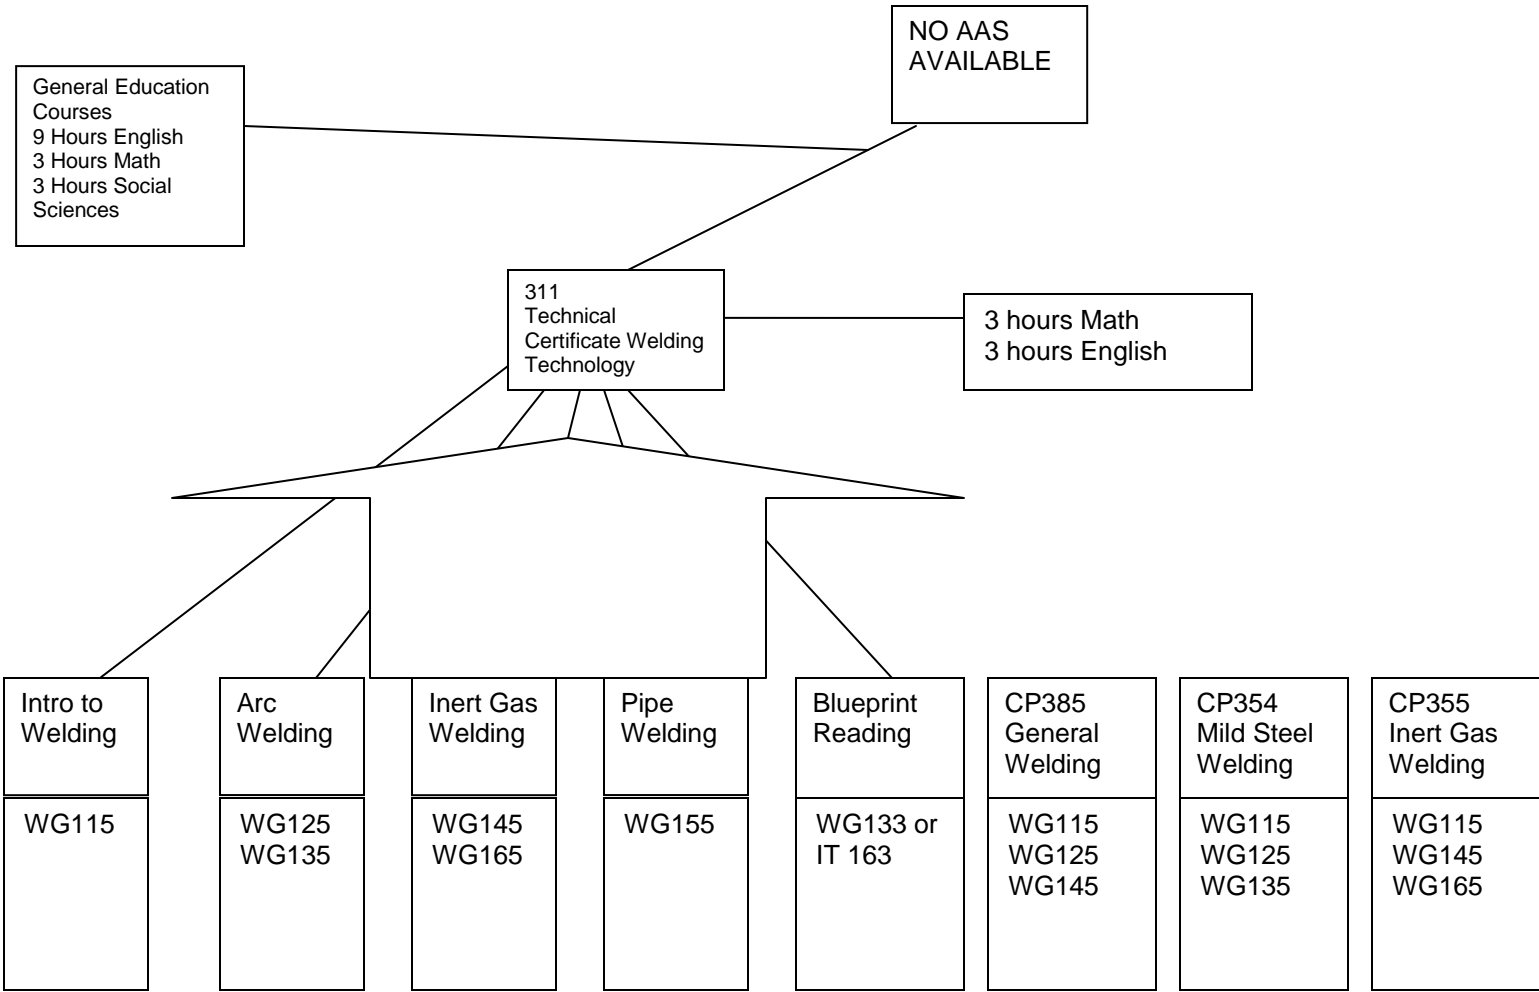 NO AAS
AVAILABLE
General Education
Courses
9 Hours English
3 Hours Math
3 Hours Social
Sciences
311
Technical
Certificate Welding
Technology
3 hours Math
3 hours English
Intro to
Welding
WG115
Arc
Welding
WG125
WG135
Inert Gas
Welding
WG145
WG165
Pipe
Welding
WG155
Blueprint
Reading
WG133 or
IT 163
CP385
General
Welding
WG115
WG125
WG145
CP354
Mild Steel
Welding
WG115
WG125
WG135
CP355
Inert Gas
Welding
WG115
WG145
WG165